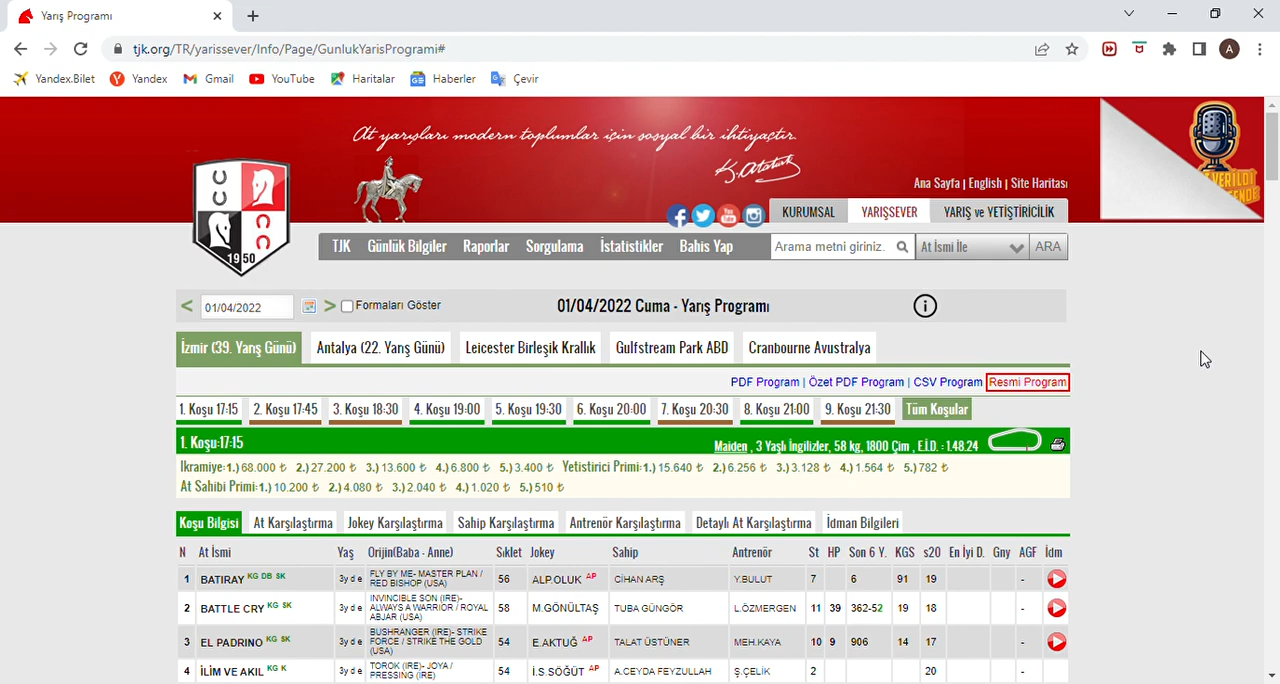 Yarış Programı
tjk.org/TR/yarissever/Info/Page/GunlukYarisProgrami#
A
Yandex.Bilet Yandex Gmail YouTube Haritalar Haberler Çevir
At yarışları modern toplumlar için sosyal bir ihtiyaçtır.
K. Atatürk
VERİLDİ
Ana Sayfa | English | Site Haritası
KURUMSAL YARIŞSEVER YARIŞ ve YETİŞTİRİCİLİK
1950
TJK Günlük Bilgiler Raporlar Sorgulama İstatistikler Bahis Yap Arama metni giriniz. At İsmi İle ARA
< 01/04/2022 > Formaları Göster 01/04/2022 Cuma - Yarış Programı
İzmir (39. Yarış Günü) Antalya (22. Yarış Günü) Leicester Birleşik Krallık Gulfstream Park ABD Cranbourne Avustralya
PDF Program | Özet PDF Program | CSV Program Resmi Program
1. Koşu 17:15 2. Koşu 17:45 3. Koşu 18:30 4. Koşu 19:00 5. Koşu 19:30 6. Koşu 20:00 7. Koşu 20:30 8. Koşu 21:00 9. Koşu 21:30 Tüm Koşular
1. Koşu:17:15 Maiden , 3 Yaşlı İngilizler, 58 kg, 1800 Çim , E.İ.D. : 1.48.24
Ikramiye:1.) 68.000 ₺ 2.) 27.200 ₺ 3.) 13.600 ₺ 4.) 6.800 ₺ 5.) 3.400 ₺ Yetistirici Primi:1.) 15.640 ₺ 2.) 6.256 ₺ 3.) 3.128 ₺ 4.) 1.564 ₺ 5.) 782 ₺
At Sahibi Primi:1.) 10.200 ₺ 2.) 4.080 ₺ 3.) 2.040 ₺ 4.) 1.020 ₺ 5.) 510 ₺
Koşu Bilgisi At Karşılaştırma Jokey Karşılaştırma Sahip Karşılaştırma Antrenör Karşılaştırma Detaylı At Karşılaştırma İdman Bilgileri
N At İsmi Yaş Orijin(Baba - Anne) Sıklet Jokey Sahip Antrenör St HP Son 6 Y. KGS s20 En İyi D. Gny AGF İdm
1 BATIRAY KG DB SK 3y d e FLY BY ME- MASTER PLAN / RED BISHOP (USA) 56 ALP.OLUK AP CİHAN ARŞ Y.BULUT 7 6 91 19 -
2 BATTLE CRY KG SK 3y d e INVINCIBLE SON (IRE)- ALWAYS A WARRIOR / ROYAL ABJAR (USA) 58 M.GÖNÜLTAŞ TUBA GÜNGÖR L.ÖZMERGEN 11 39 362-52 19 18 -
3 EL PADRINO KG SK 3y d e BUSHRANGER (IRE)- STRIKE FORCE / STRIKE THE GOLD (USA) 54 E.AKTUĞ AP TALAT ÜSTÜNER MEH.KAYA 10 9 906 14 17 -
4 İLİM VE AKIL KG K 3y d e TOROK (IRE)- JOYA / PRESSING (IRE) 54 İ.S.SÖĞÜT AP A.CEYDA FEYZULLAH Ş.ÇELİK 2 20 -